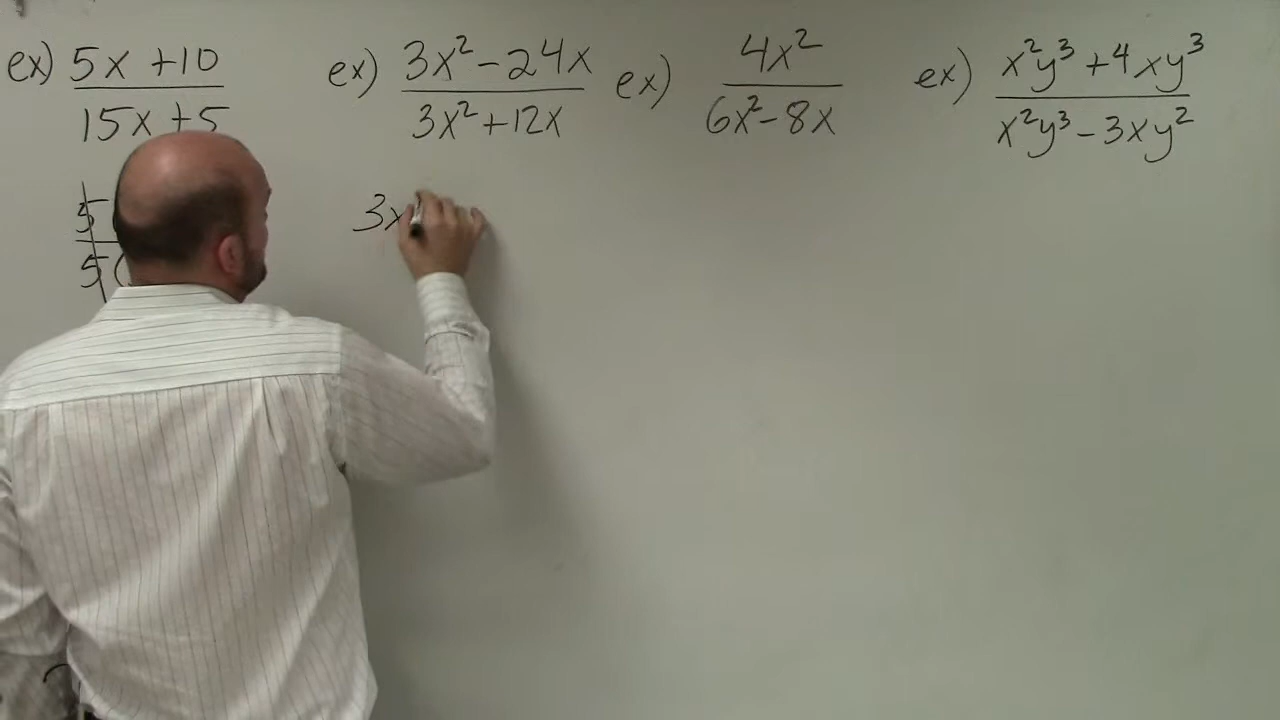 ex) 5x +10 / 15x +5
ex) 3x² - 24x / 3x² + 12x
ex) 4x² / 6x² - 8x
ex) x²y³ + 4xy³ / x²y³ - 3xy²
5
5(
3x